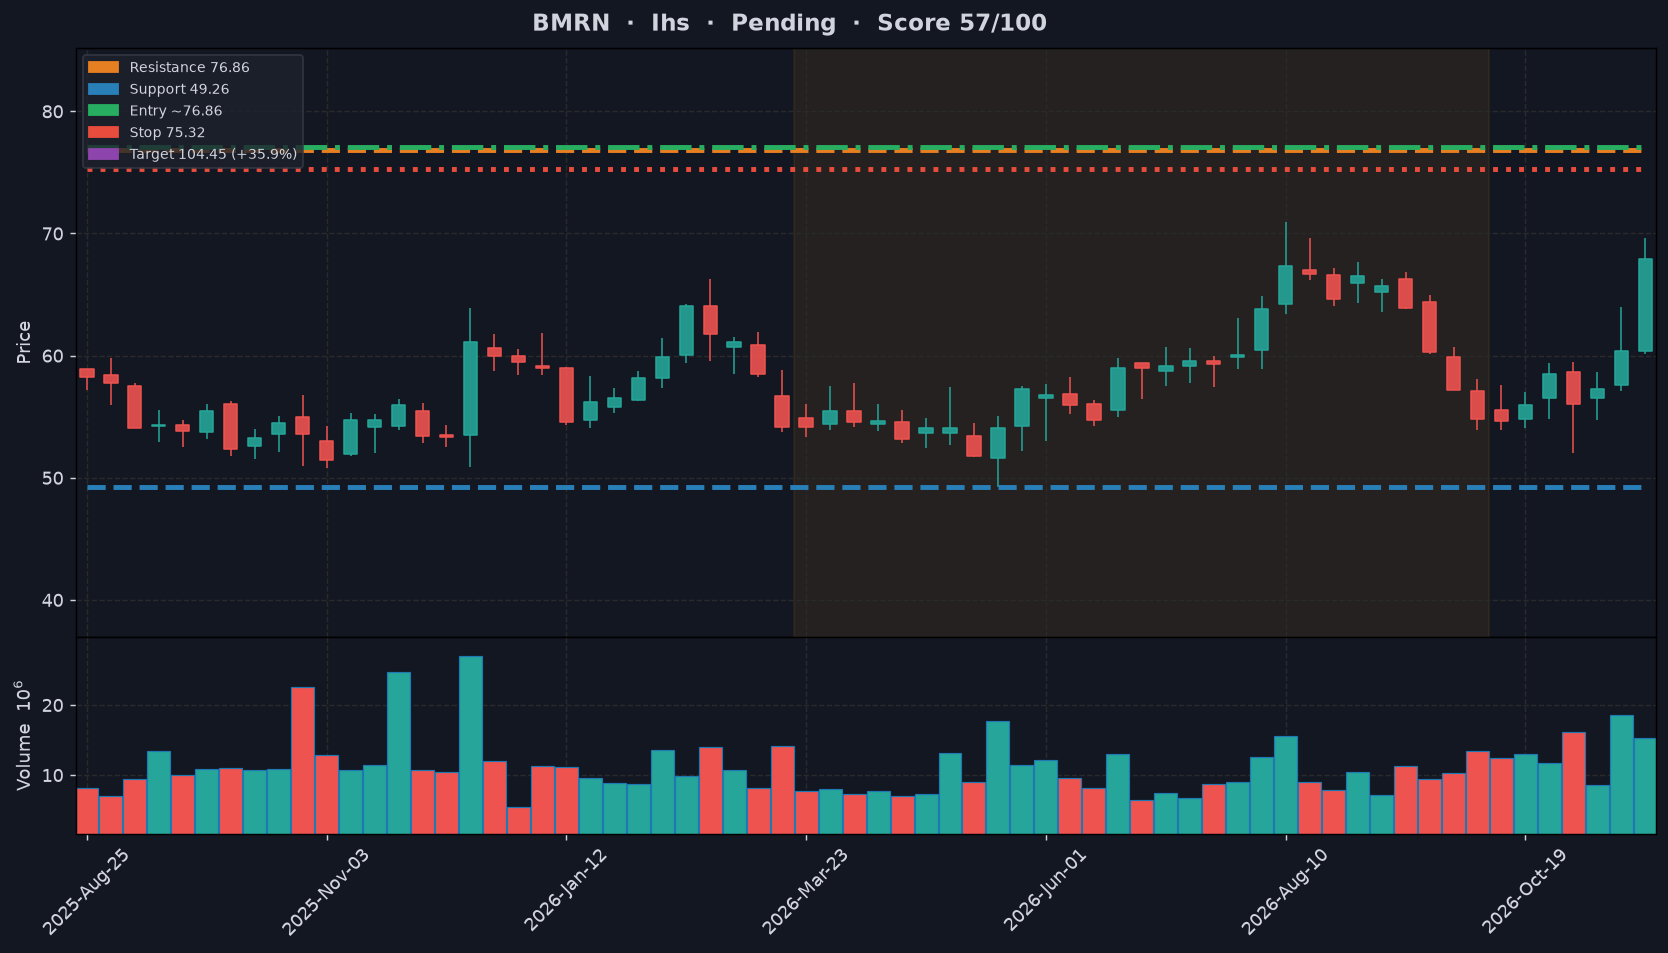 BMRN · Ihs · Pending · Score 57/100
Resistance 76.86
Support 49.26
Entry ~76.86
Stop 75.32
Target 104.45 (+35.9%)
Price
80
70
60
50
40
Volume 10⁶
20
10
2025-Aug-25
2025-Nov-03
2026-Jan-12
2026-Mar-23
2026-Jun-01
2026-Aug-10
2026-Oct-19